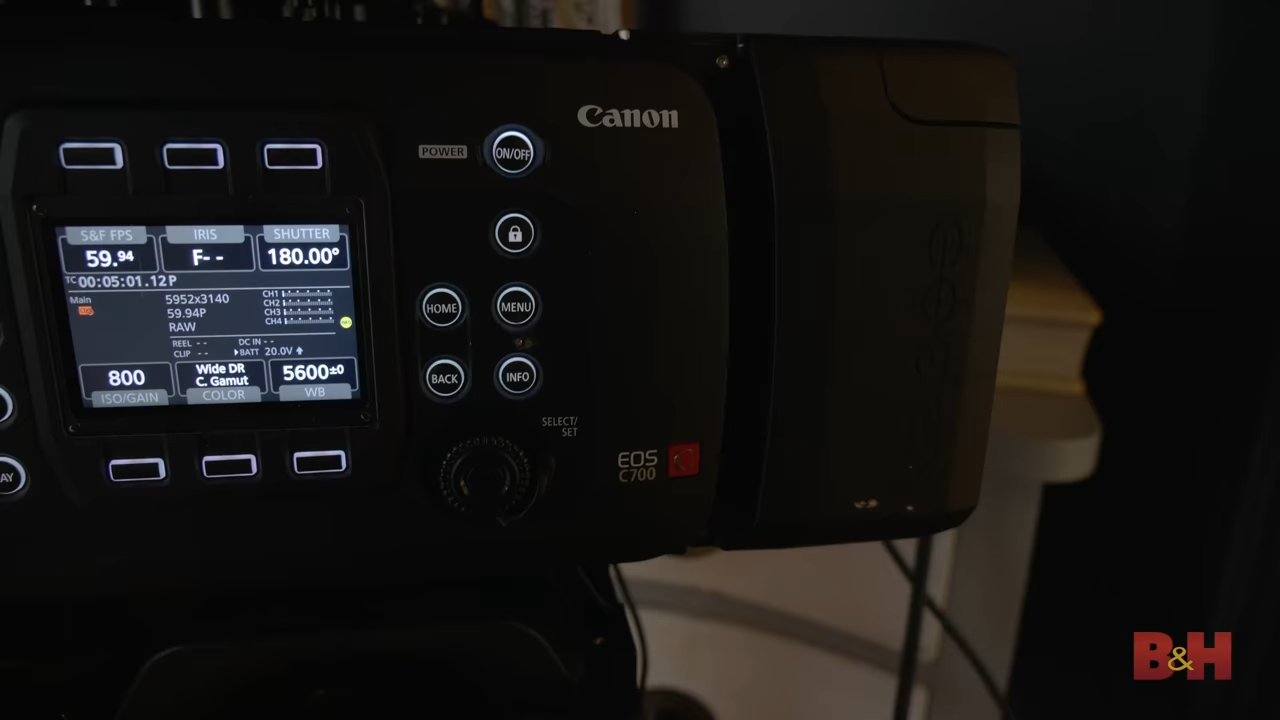 Canon
POWER
ON/OFF
S&F FPS
IRIS
SHUTTER
59.94
F- -
180.00°
TC 00:05:01.12P
Main
5952x3140
59.94P
RAW
CH1
CH2
CH3
CH4
REEL - -
CLIP - -
DC IN - -
BATT 20.0V
800
Wide DR
C. Gamut
5600±0
ISO/GAIN
COLOR
WB
HOME
MENU
BACK
INFO
SELECT/
SET
AY
EOS
C700
B&H